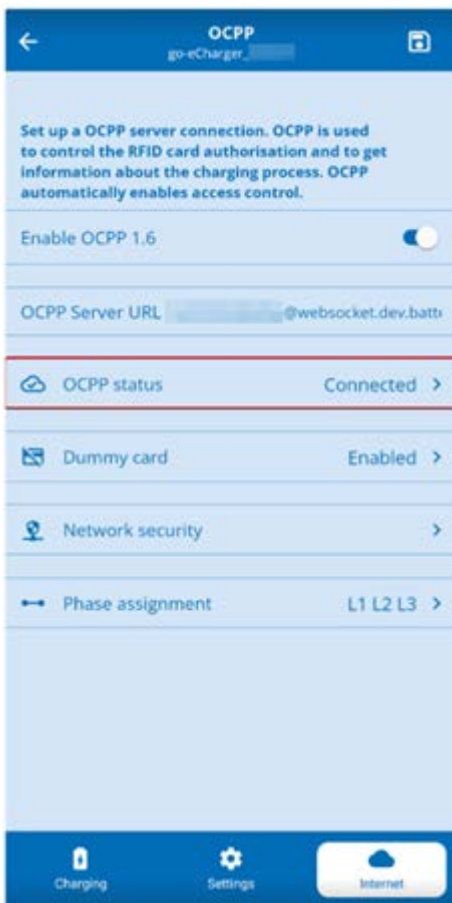 OCPP
go-eCharger_
Set up a OCPP server connection. OCPP is used
to control the RFID card authorisation and to get
information about the charging process. OCPP
automatically enables access control.
Enable OCPP 1.6
OCPP Server URL @websocket.dev.batt
OCPP status Connected
Dummy card Enabled
Network security
Phase assignment L1 L2 L3
Charging Settings Internet